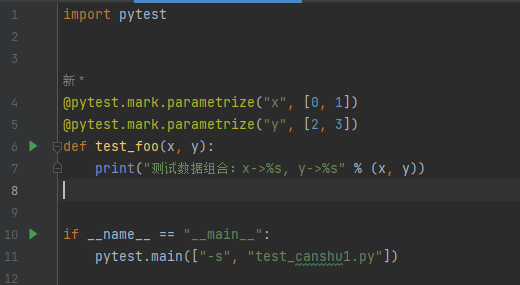 1 import pytest
2
3
新 *
4 @pytest.mark.parametrize("x", [0, 1])
5 @pytest.mark.parametrize("y", [2, 3])
6 def test_foo(x, y):
7     print("测试数据组合：x->%s, y->%s" % (x, y))
8
9
10 if __name__ == "__main__":
11     pytest.main(["-s", "test_canshu1.py"])
12